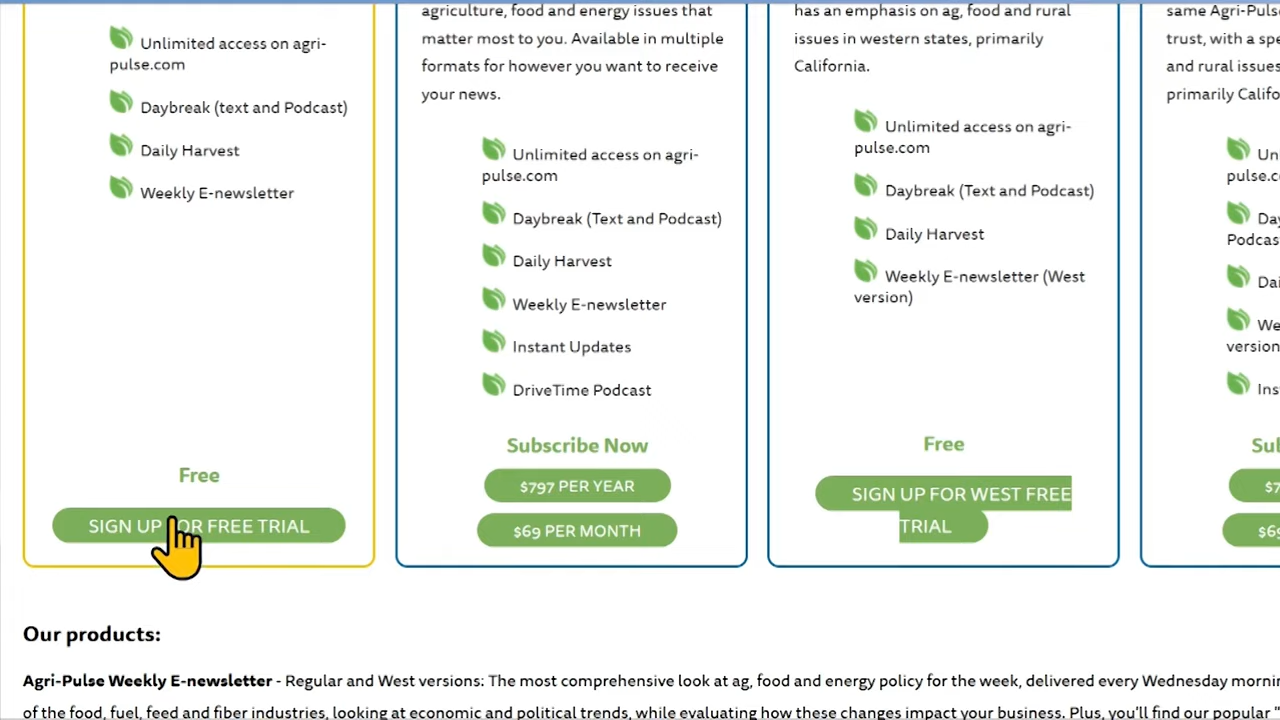 Unlimited access on agri-
pulse.com
Daybreak (text and Podcast)
Daily Harvest
Weekly E-newsletter
Free
SIGN UP FOR FREE TRIAL
agriculture, food and energy issues that
matter most to you. Available in multiple
formats for however you want to receive
your news.
Unlimited access on agri-
pulse.com
Daybreak (Text and Podcast)
Daily Harvest
Weekly E-newsletter
Instant Updates
DriveTime Podcast
Subscribe Now
$797 PER YEAR
$69 PER MONTH
has an emphasis on ag, food and rural
issues in western states, primarily
California.
Unlimited access on agri-
pulse.com
Daybreak (Text and Podcast)
Daily Harvest
Weekly E-newsletter (West
version)
Free
SIGN UP FOR WEST FREE
TRIAL
same
trust, with a
and rural issues
primarily
Our products:
Agri-Pulse Weekly E-newsletter - Regular and West versions: The most comprehensive look at ag, food and energy policy for the week, delivered every Wednesday
of the food, fuel, feed and fiber industries, looking at economic and political trends, while evaluating how these changes impact your business. Plus, you'll find our popular